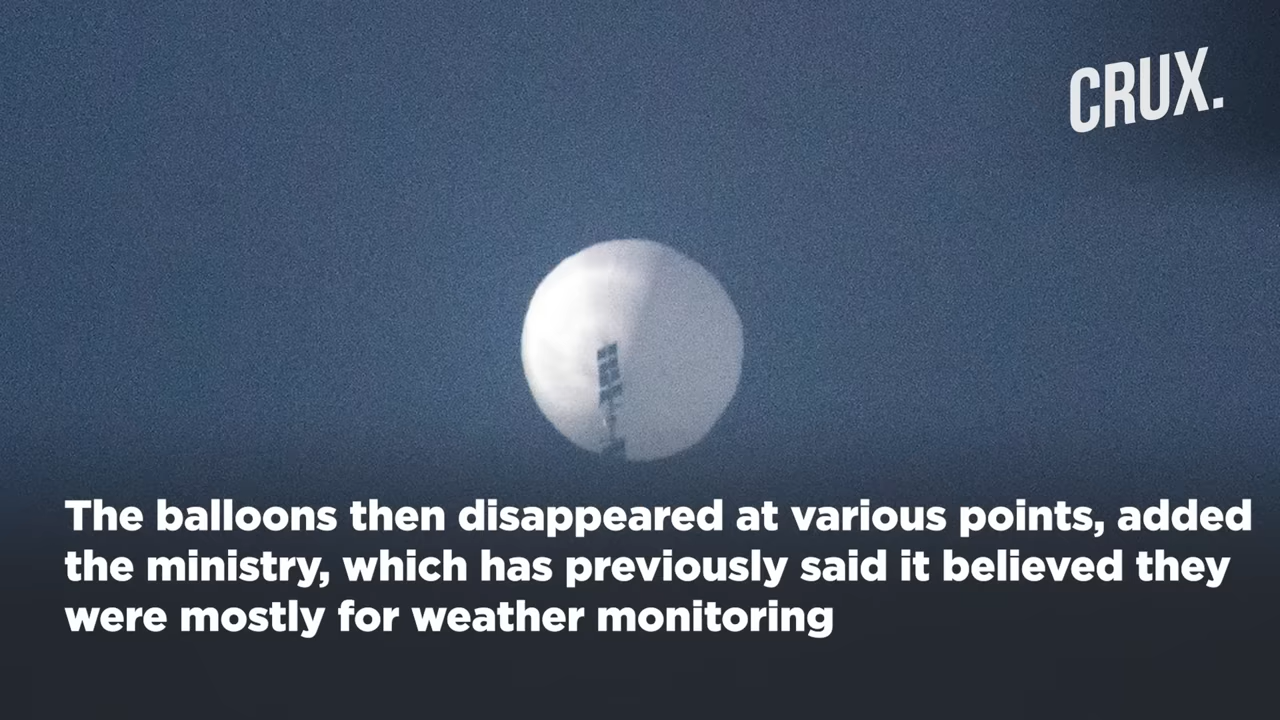 CRUX.
The balloons then disappeared at various points, added
the ministry, which has previously said it believed they
were mostly for weather monitoring